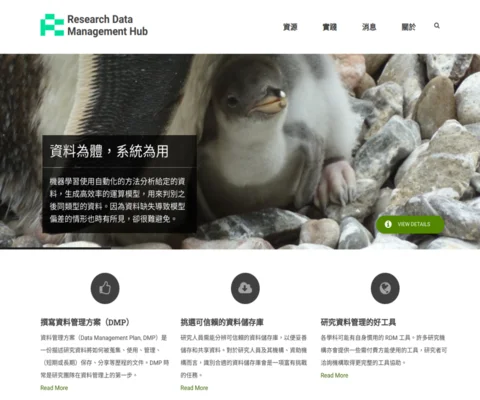 Research Data
Management Hub
資源
實踐
消息
關於
資料為體，系統為用
機器學習使用自動化的方法分析給定的資
料，生成高效率的運算模型，用來判別之
後同類型的資料。因為資料缺失導致模型
偏差的情形也時有所見，卻很難避免。
VIEW DETAILS
撰寫資料管理方案（DMP）
資料管理方案（Data Management Plan, DMP）是
一份描述研究資料將如何被蒐集、使用、管理、
（短期或長期）保存、分享等歷程的文件。DMP 時
常是研究團隊在資料管理上的第一步。
Read More
挑選可信賴的資料儲存庫
研究人員需能分辨可信賴的資料儲存庫，以便妥善
儲存和共享資料。對於研究人員及其機構、資助機
構而言，識別合適的資料儲存庫會是一項富有挑戰
的任務。
Read More
研究資料管理的好工具
各學科可能有自身慣用的 RDM 工具。許多研究機
構亦會提供一些需付費方能使用的工具。研究者可
洽詢機構取得更完整的工具協助。
Read More